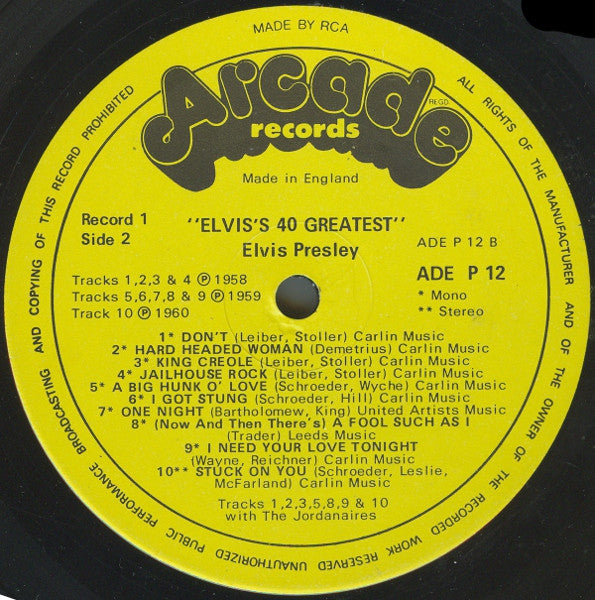 MADE BY RCA
ALL RIGHTS OF THE MANUFACTURER AND OF THE OWNER OF THE RECORDED WORK RESERVED UNAUTHORIZED PUBLIC PERFORMANCE BROADCASTING AND COPYING OF THIS RECORD PROHIBITED
Arcade
REGD.
records
Made in England
Record 1
Side 2
"ELVIS'S 40 GREATEST"
Elvis Presley
ADE P 12 B
ADE P 12
* Mono
** Stereo
Tracks 1,2,3 & 4 ℗ 1958
Tracks 5,6,7,8 & 9 ℗ 1959
Track 10 ℗ 1960
1* DON'T (Leiber, Stoller) Carlin Music
2* HARD HEADED WOMAN (Demetrius) Carlin Music
3* KING CREOLE (Leiber, Stoller) Carlin Music
4* JAILHOUSE ROCK (Leiber, Stoller) Carlin Music
5* A BIG HUNK O' LOVE (Schroeder, Wyche) Carlin Music
6* I GOT STUNG (Schroeder, Hill) Carlin Music
7* ONE NIGHT (Bartholomew, King) United Artists Music
8* (Now And Then There's) A FOOL SUCH AS I
(Trader) Leeds Music
9* I NEED YOUR LOVE TONIGHT
(Wayne, Reichner) Carlin Music
10** STUCK ON YOU (Schroeder, Leslie,
McFarland) Carlin Music
Tracks 1,2,3,5,8,9 & 10
with The Jordanaires